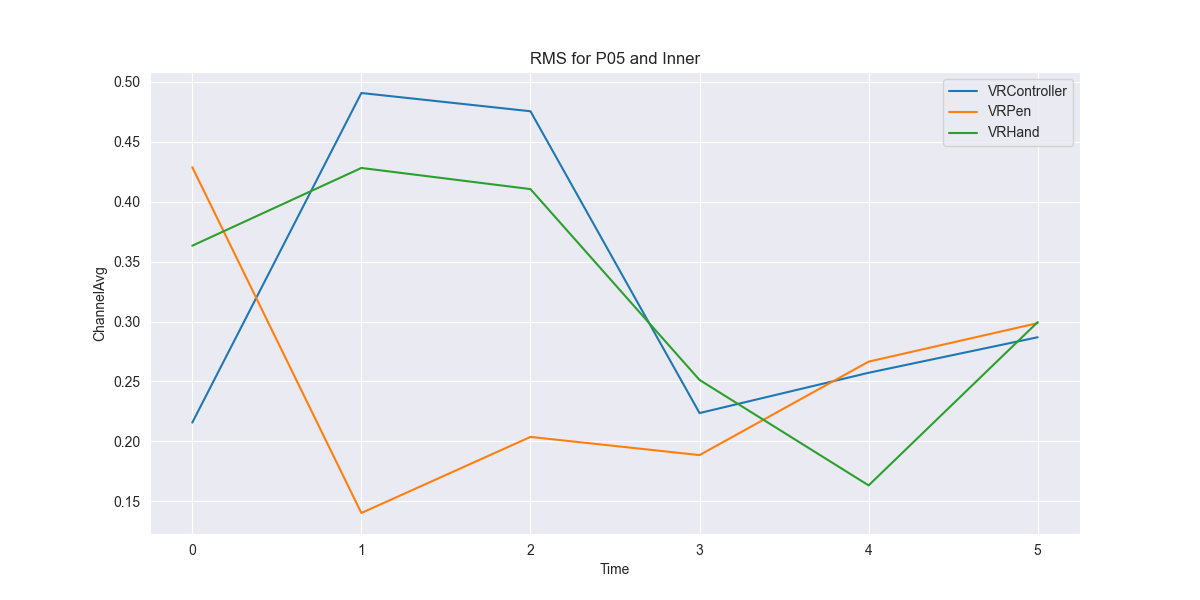 RMS for P05 and Inner
VRController
VRPen
VRHand
ChannelAvg
0.50
0.45
0.40
0.35
0.30
0.25
0.20
0.15
0 1 2 3 4 5
Time